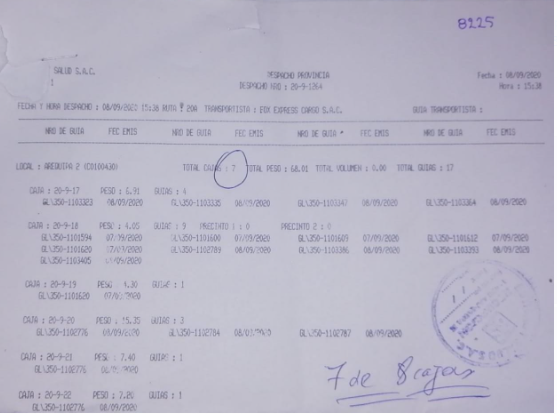 8225
SALUD S.A.C.
DESPACHO PROVINCIA
Fecha : 08/09/2020
DESPACHO NRO : 20-9-1264
Hora : 15:38
FECHA Y HORA DESPACHO : 08/09/2020 15:38 RUTA : 20A TRANSPORTISTA : EOX EXPRESS CARGO S.A.C. GUIA TRANSPORTISTA :
NRO DE GUIA FEC EMIS NRO DE GUIA FEC EMIS NRO DE GUIA FEC EMIS NRO DE GUIA FEC EMIS
LOCAL : AREQUIPA 2 (C0100430) TOTAL CAJAS : 7 TOTAL PESO : 68.01 TOTAL VOLUMEN : 0.00 TOTAL GUIAS : 17
CAJA : 20-9-17 PESO : 6.91 GUIAS : 4
GL\350-1103323 08/09/2020 GL\350-1103335 08/09/2020 GL\350-1103347 08/09/2020 GL\350-1103364 08/09/2020
CAJA : 20-9-18 PESO : 4.05 GUIAS : 9 PRECINTO 1 : 0 PRECINTO 2 : 0
GL\350-1101594 07/09/2020 GL\350-1101600 07/09/2020 GL\350-1101609 07/09/2020 GL\350-1101612 07/09/2020
GL\350-1101620 07/09/2020 GL\350-1102789 08/09/2020 GL\350-1103386 08/09/2020 GL\350-1103393 08/09/2020
GL\350-1103405
CAJA : 20-9-19 PESO GUIAS : 1
GL\350-1101620 07/09/2020
CAJA : 20-9-20 PESO : 15.35 GUIAS : 3
GL\350-1102776 08/09/2020 GL\350-1102784 08/09/2020 GL\350-1102787 08/09/2020
CAJA : 20-9-21 PESO : 7.40 GUIAS : 1
GL\350-1102776 08/09/2020
7 de 8 cajas
CAJA : 20-9-22 PESO : 7.20 GUIAS : 1
GL\350-1102776 08/09/2020